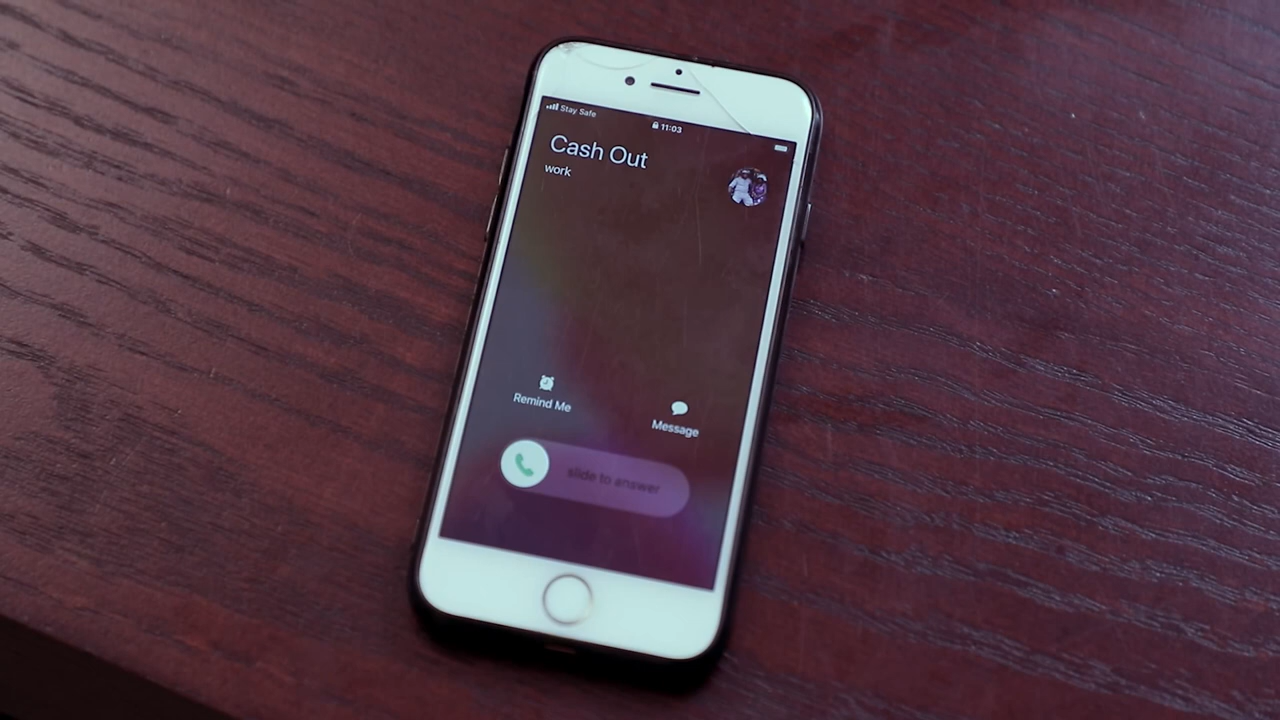 Stay Safe
11:03
Cash Out
work
Remind Me
Message
slide to answer